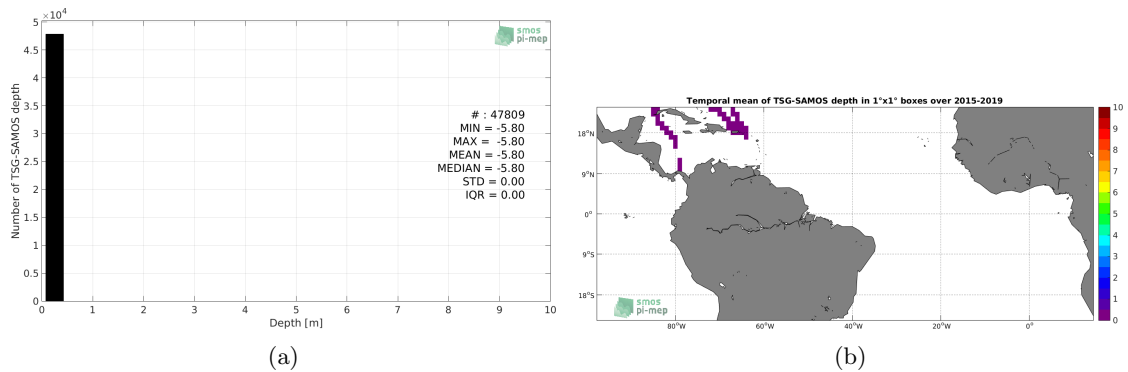 ×10⁴
5
4.5
4
3.5
3
2.5
2
1.5
1
0.5
0
Number of TSG-SAMOS depth
smos
pi-mep
# : 47809
MIN = -5.80
MAX = -5.80
MEAN = -5.80
MEDIAN = -5.80
STD = 0.00
IQR = 0.00
0 1 2 3 4 5 6 7 8 9 10
Depth [m]
(a)
Temporal mean of TSG-SAMOS depth in 1°x1° boxes over 2015-2019
18°N
9°N
0°
9°S
18°S
80°W 60°W 40°W 20°W 0°
smos
pi-mep
10
9
8
7
6
5
4
3
2
1
0
(b)